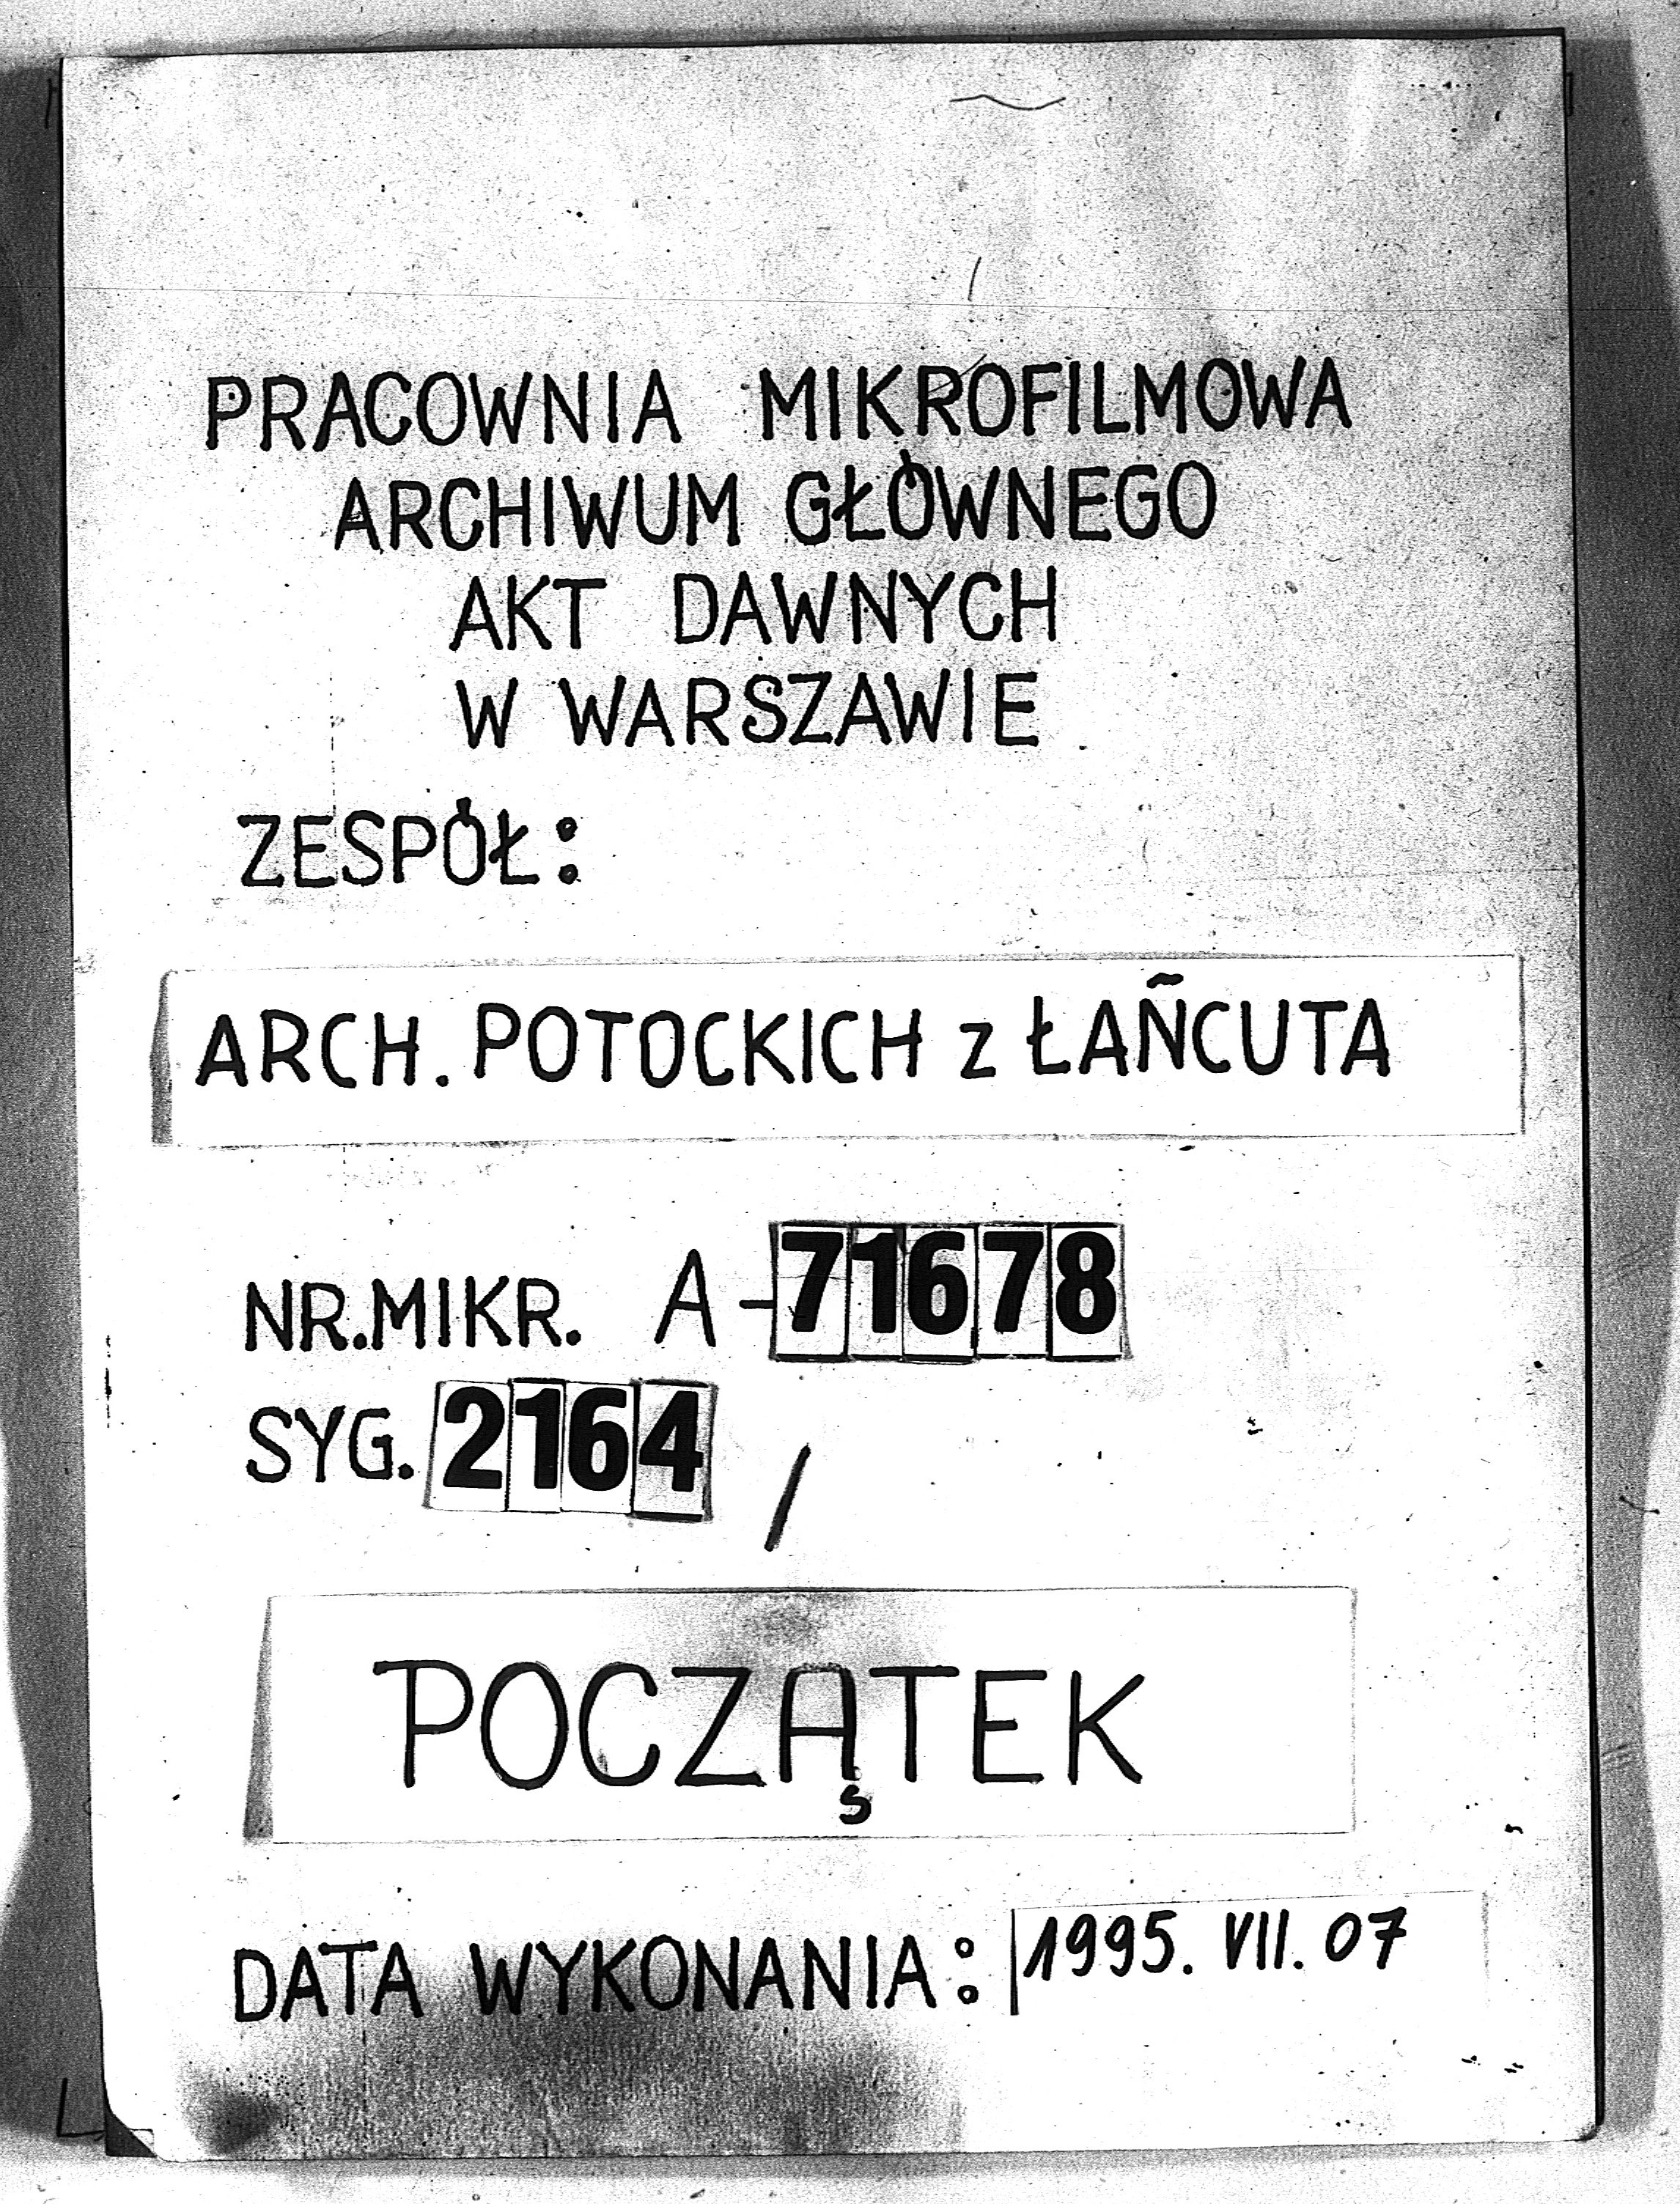 PRACOWNIA MIKROFILMOWA
ARCHIWUM GŁÓWNEGO
AKT DAWNYCH
W WARSZAWIE
ZESPÓŁ:
ARCH. POTOCKICH z ŁAÑCUTA
NR.MIKR. A-71678
SYG. 2164 /
POCZĄTEK
DATA WYKONANIA: 1995. VII. 07